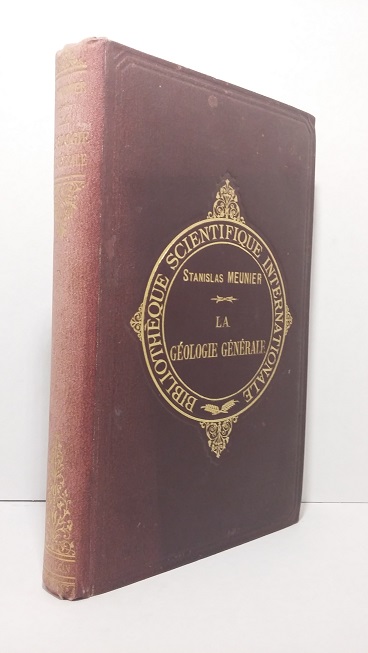 BIBLIOTHÈQUE SCIENTIFIQUE INTERNATIONALE
STANISLAS MEUNIER
LA
GÉOLOGIE GÉNÉRALE